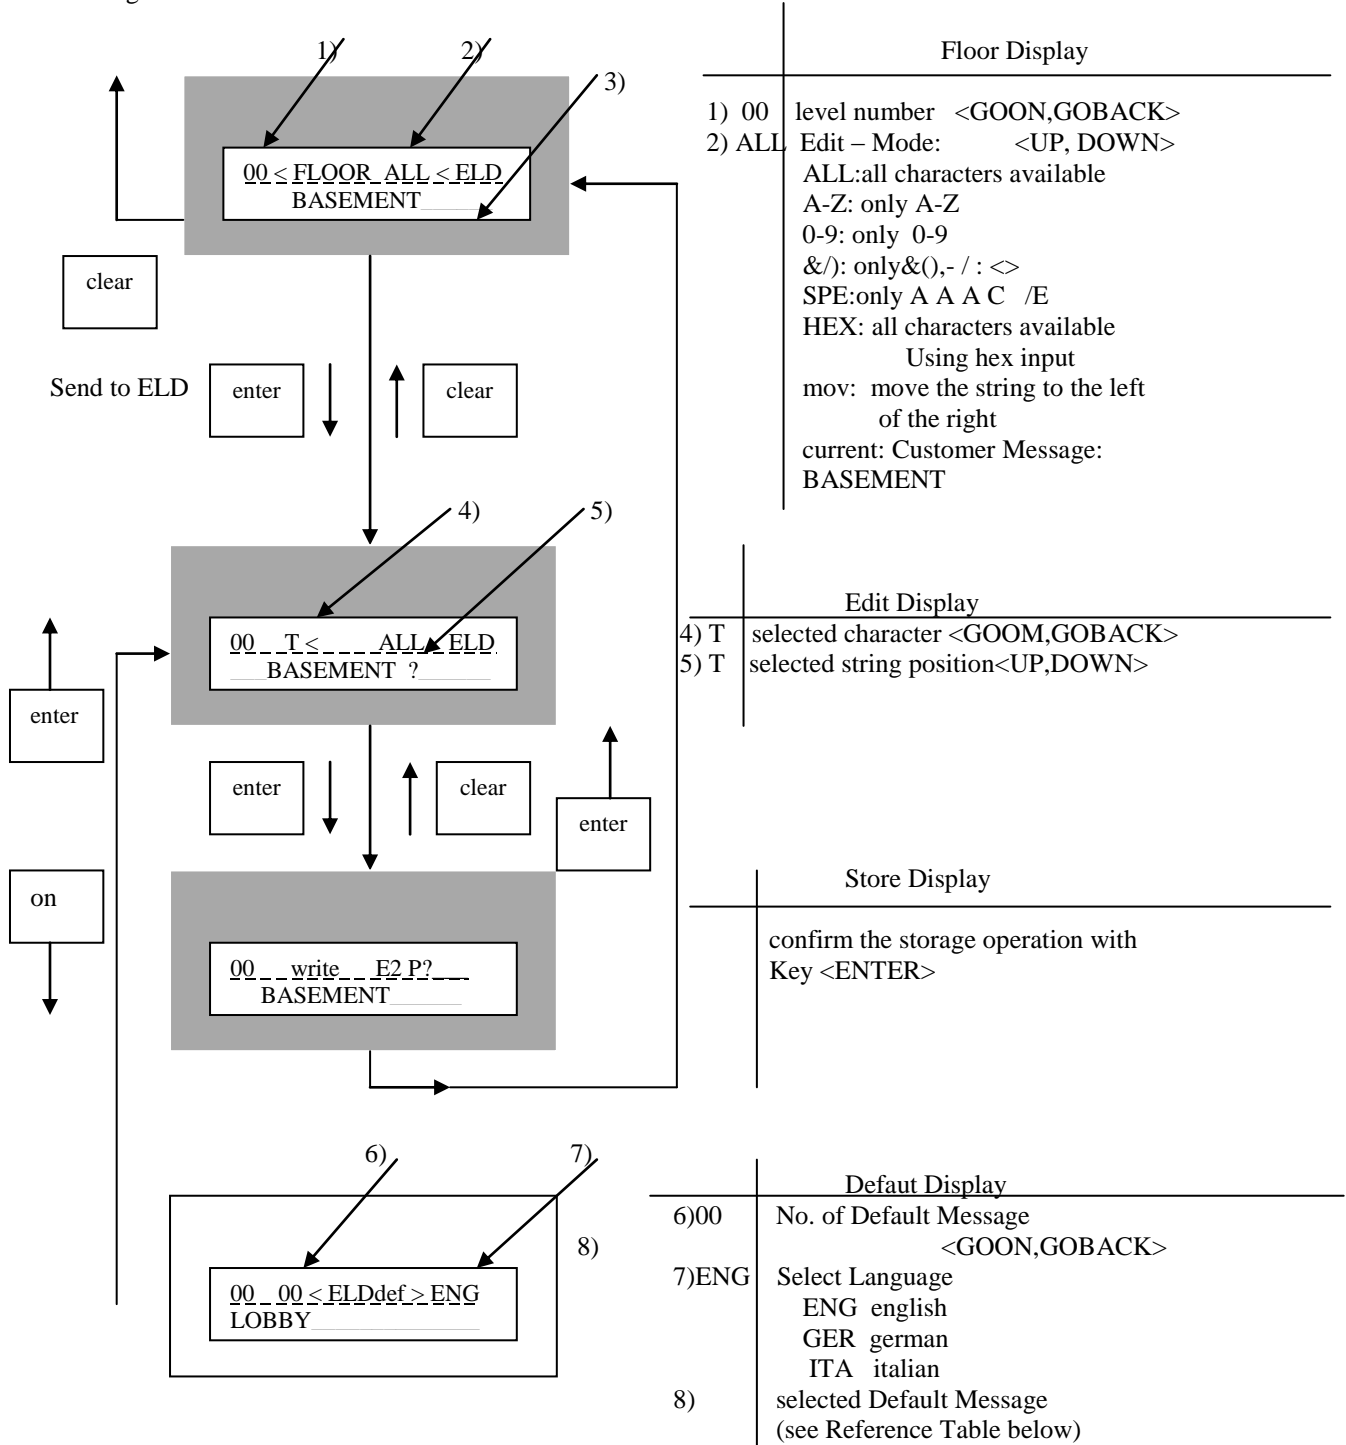 1)
2)
3)
00 < FLOOR ALL < ELD
BASEMENT
clear
Send to ELD
enter
clear
Floor Display
1) 00 level number <GOON,GOBACK>
2) ALL Edit – Mode: <UP, DOWN>
ALL:all characters available
A-Z: only A-Z
0-9: only 0-9
&/): only&(),- / : <>
SPE:only A A A C /E
HEX: all characters available
Using hex input
mov: move the string to the left
of the right
current: Customer Message:
BASEMENT
4)
5)
00 T < ALL ELD
BASEMENT ?
enter
enter
clear
enter
Edit Display
4) T selected character <GOOM,GOBACK>
5) T selected string position<UP,DOWN>
on
00 write E2 P?
BASEMENT
Store Display
confirm the storage operation with
Key <ENTER>
6)
7)
8)
00 00 < ELDdef > ENG
LOBBY
Defaut Display
6)00 No. of Default Message
<GOON,GOBACK>
7)ENG Select Language
ENG english
GER german
ITA italian
8) selected Default Message
(see Reference Table below)